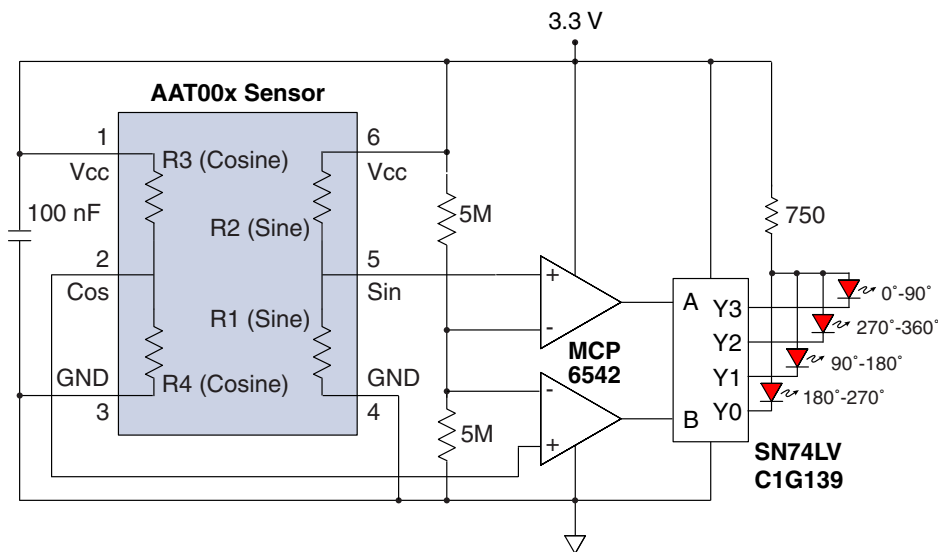 3.3 V
AAT00x Sensor
1
6
R3 (Cosine)
Vcc
Vcc
100 nF
5M
750
R2 (Sine)
2
5
Cos
Sin
+
-
A
Y3
0˚-90˚
R1 (Sine)
Y2
270˚-360˚
MCP
6542
GND
GND
R4 (Cosine)
3
4
-
+
Y1
90˚-180˚
B
Y0
180˚-270˚
5M
SN74LV
C1G139